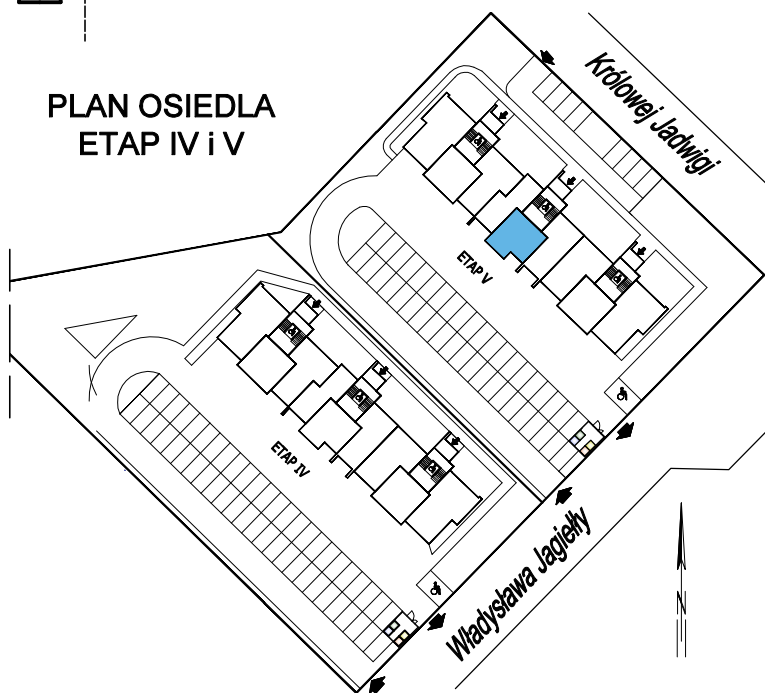 PLAN OSIEDLA
ETAP IV i V
Królowej Jadwigi
ETAP V
ETAP IV
Władysława Jagiełły
N